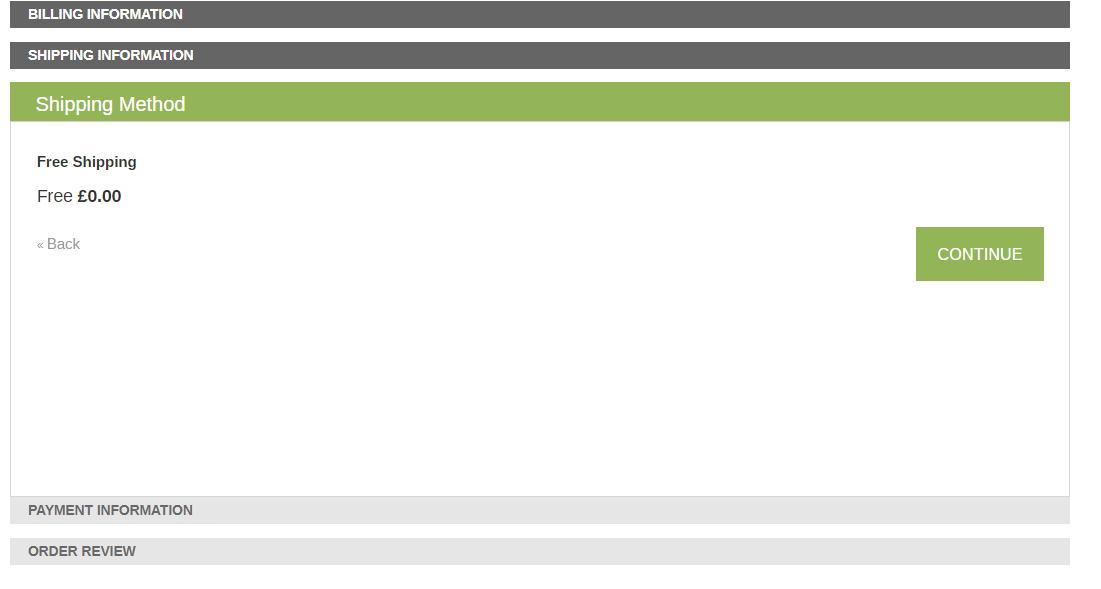 BILLING INFORMATION
SHIPPING INFORMATION
Shipping Method
Free Shipping
Free £0.00
« Back
CONTINUE
PAYMENT INFORMATION
ORDER REVIEW